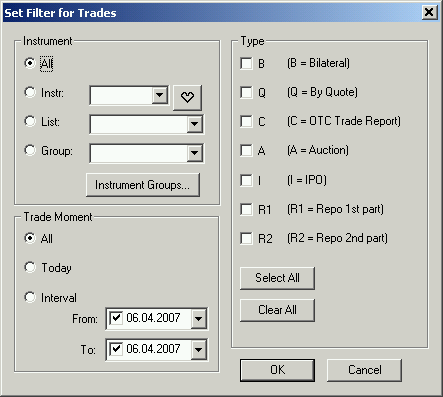 Set Filter for Trades
Instrument
All
Instr:
List:
Group:
Instrument Groups...
Trade Moment
All
Today
Interval
From: 06.04.2007
To: 06.04.2007
Type
B (B = Bilateral)
Q (Q = By Quote)
C (C = OTC Trade Report)
A (A = Auction)
I (I = IPO)
R1 (R1 = Repo 1st part)
R2 (R2 = Repo 2nd part)
Select All
Clear All
OK Cancel